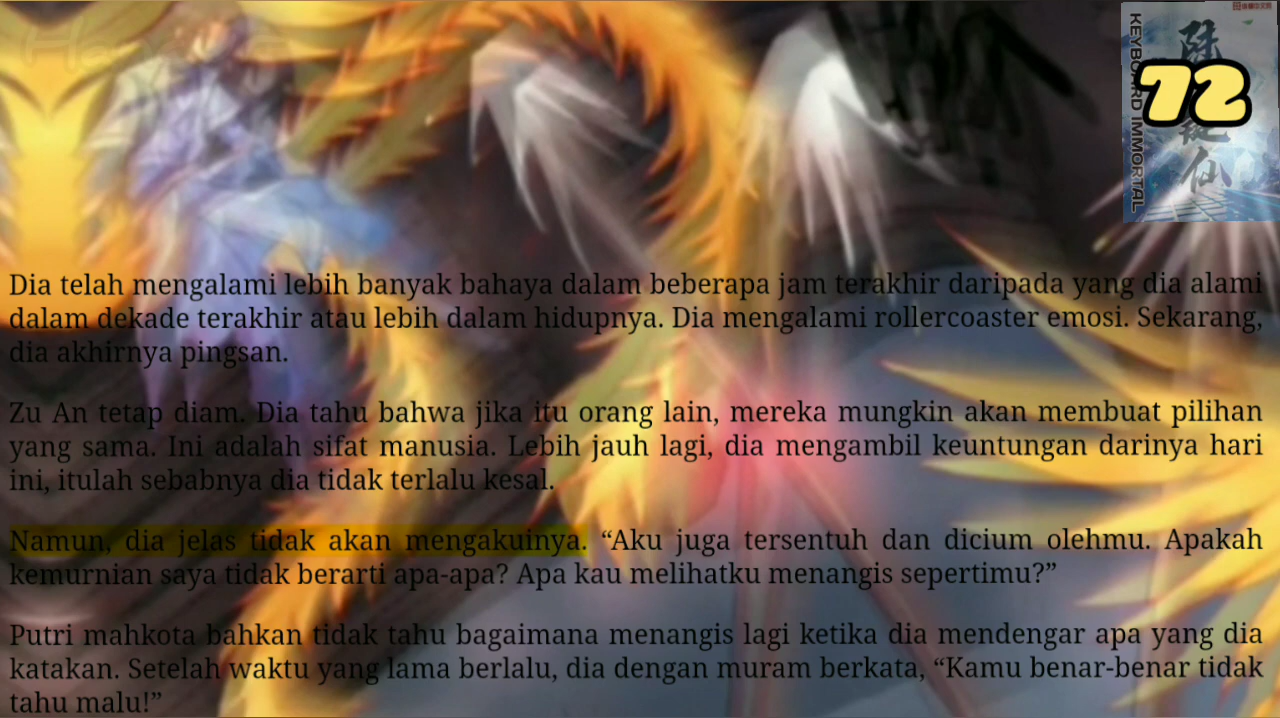 陆
仙
KEYBOARD IMMORTAL
72
Dia telah mengalami lebih banyak bahaya dalam beberapa jam terakhir daripada yang dia alami
dalam dekade terakhir atau lebih dalam hidupnya. Dia mengalami rollercoaster emosi. Sekarang,
dia akhirnya pingsan.
Zu An tetap diam. Dia tahu bahwa jika itu orang lain, mereka mungkin akan membuat pilihan
yang sama. Ini adalah sifat manusia. Lebih jauh lagi, dia mengambil keuntungan darinya hari
ini, itulah sebabnya dia tidak terlalu kesal.
Namun, dia jelas tidak akan mengakuinya. “Aku juga tersentuh dan dicium olehmu. Apakah
kemurnian saya tidak berarti apa-apa? Apa kau melihatku menangis sepertimu?”
Putri mahkota bahkan tidak tahu bagaimana menangis lagi ketika dia mendengar apa yang dia
katakan. Setelah waktu yang lama berlalu, dia dengan muram berkata, “Kamu benar-benar tidak
tahu malu!”